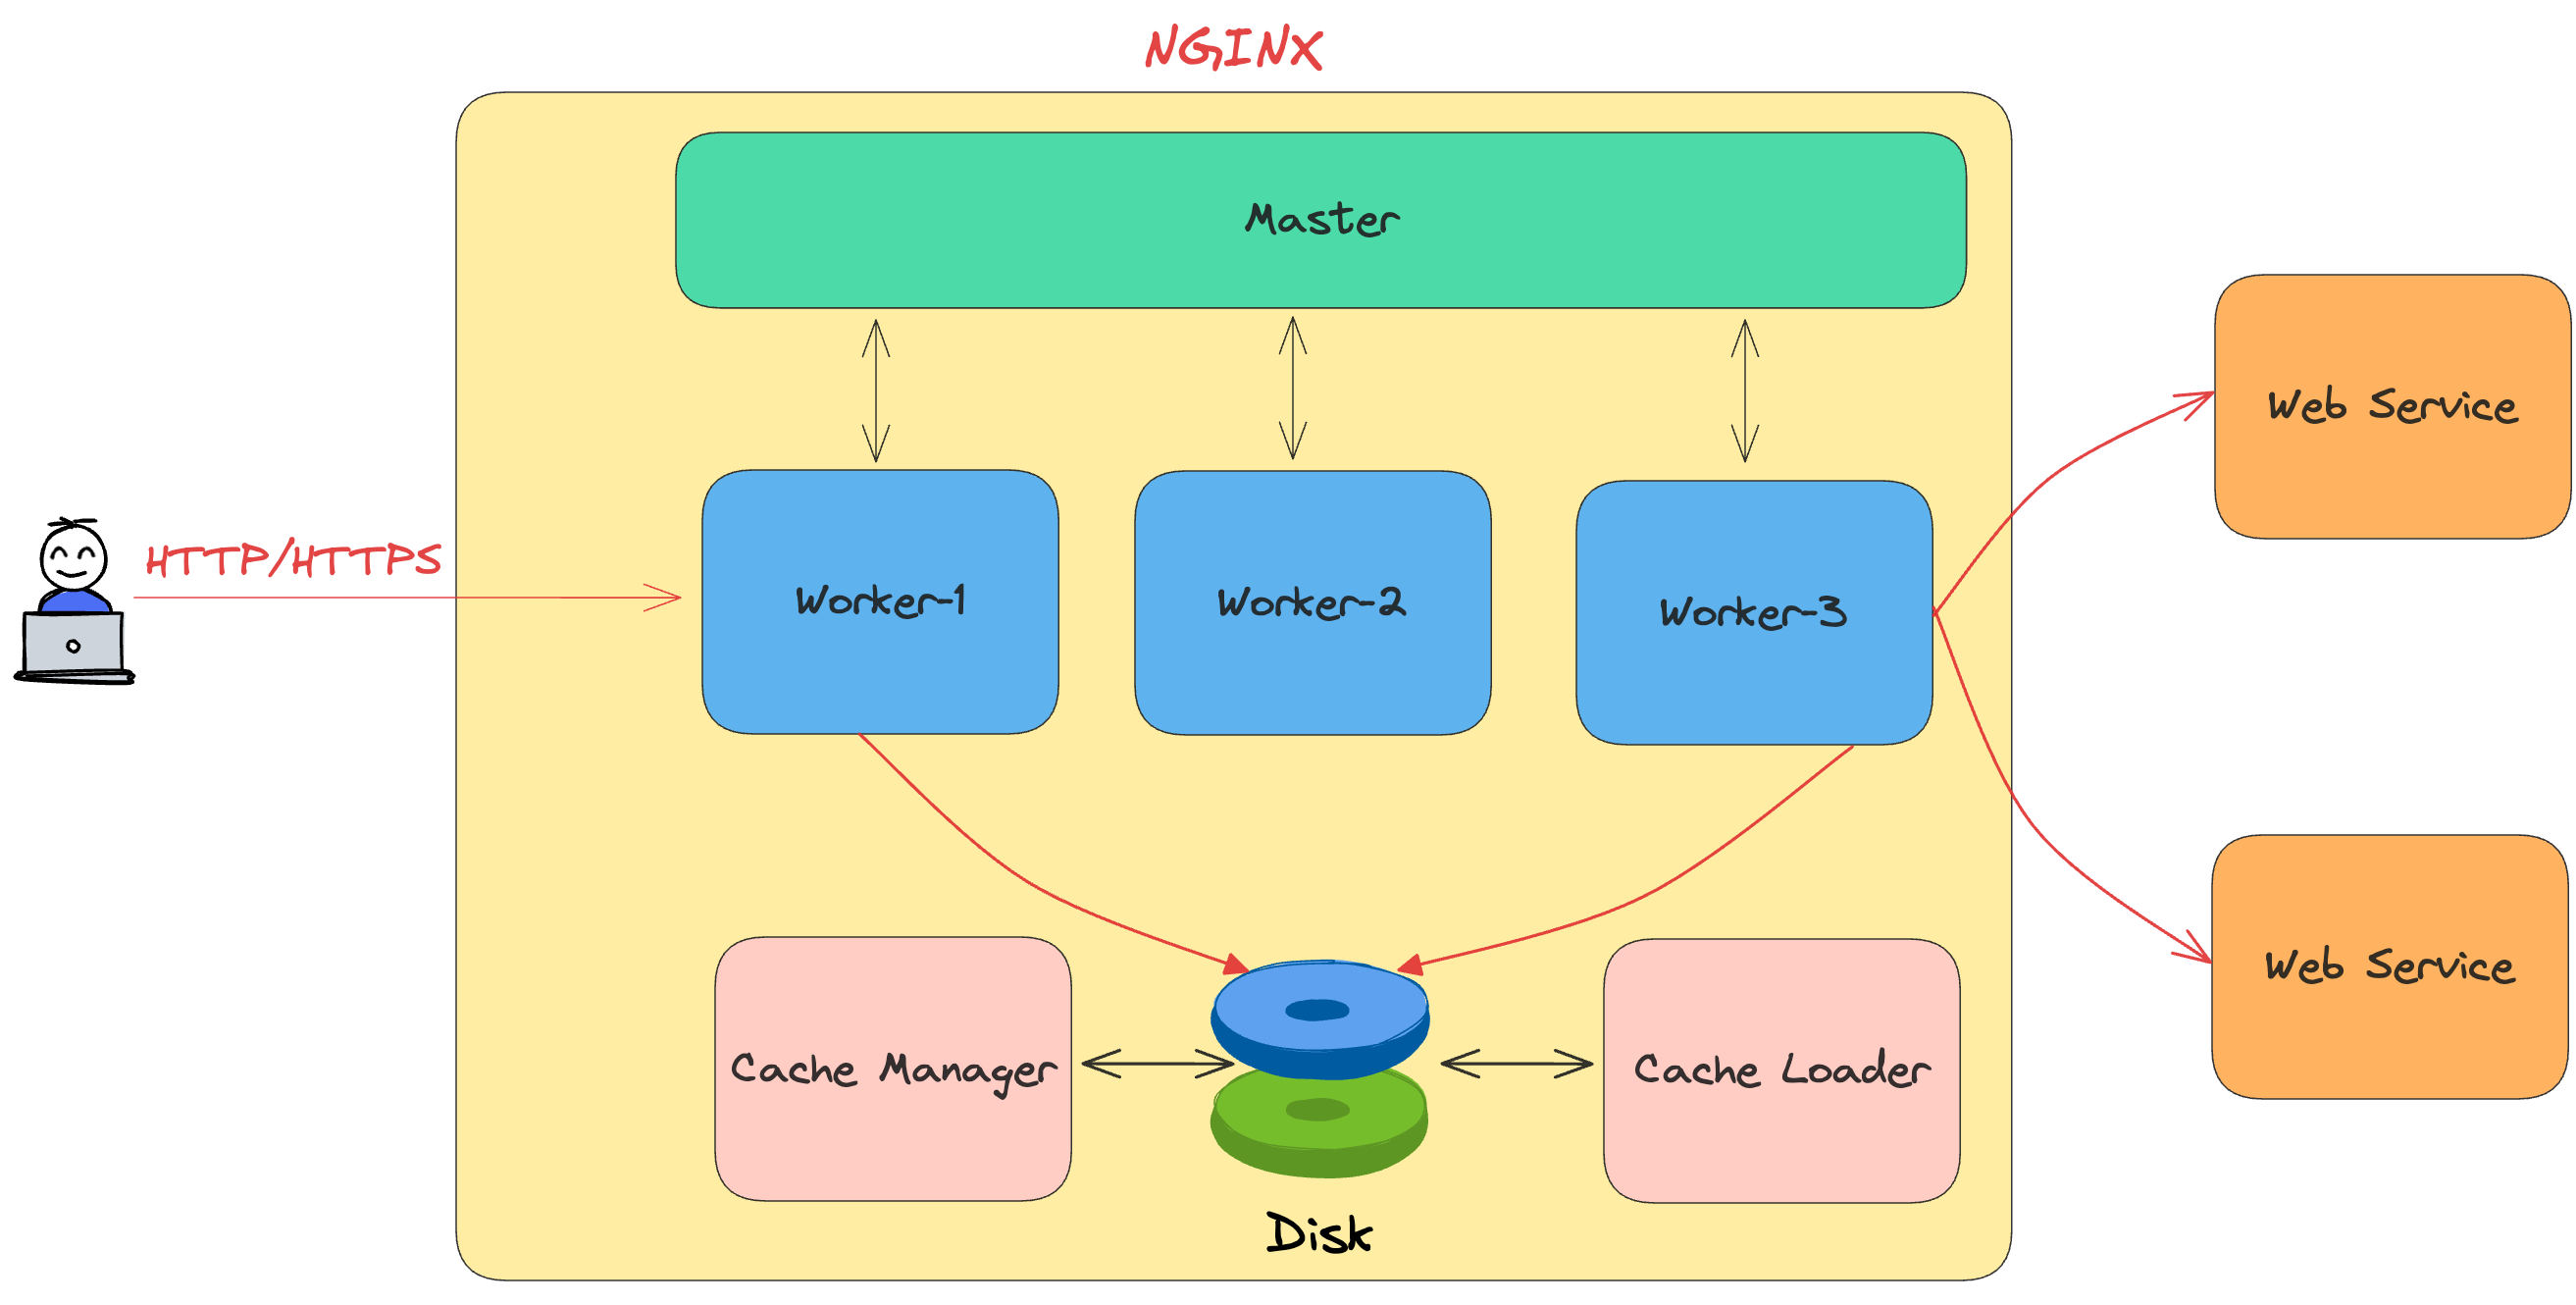 NGINX
Master
Web Service
HTTP/HTTPS
Worker-1
Worker-2
Worker-3
Web Service
Cache Manager
Cache Loader
Disk